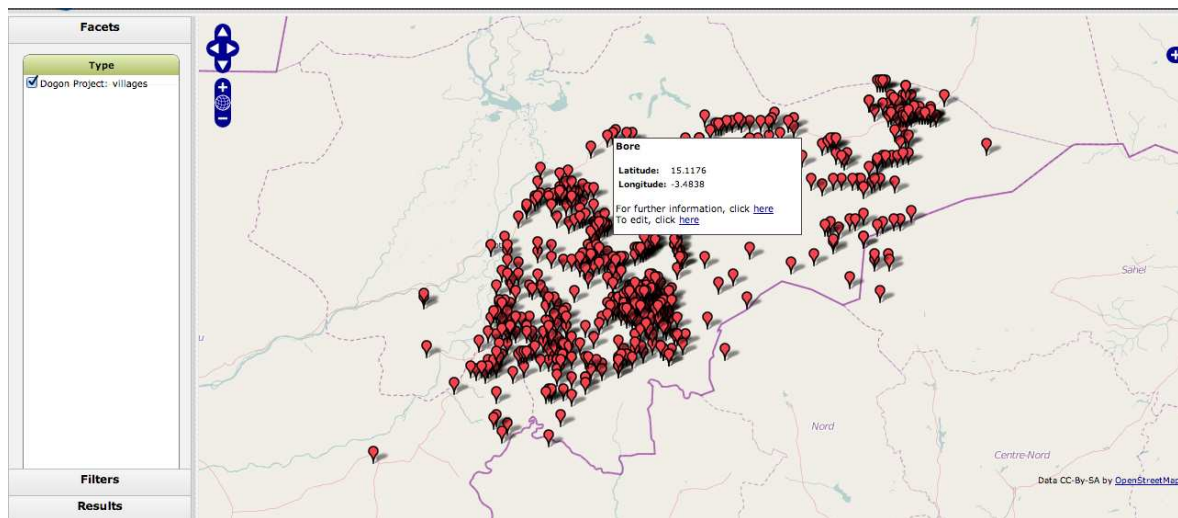 Facets
Type
Dogon Project: villages
Filters
Results
Bore
Latitude: 15.1176
Longitude: -3.4838
For further information, click here
To edit, click here
Sahel
Nord
Centre-Nord
Data CC-By-SA by OpenStreetMap